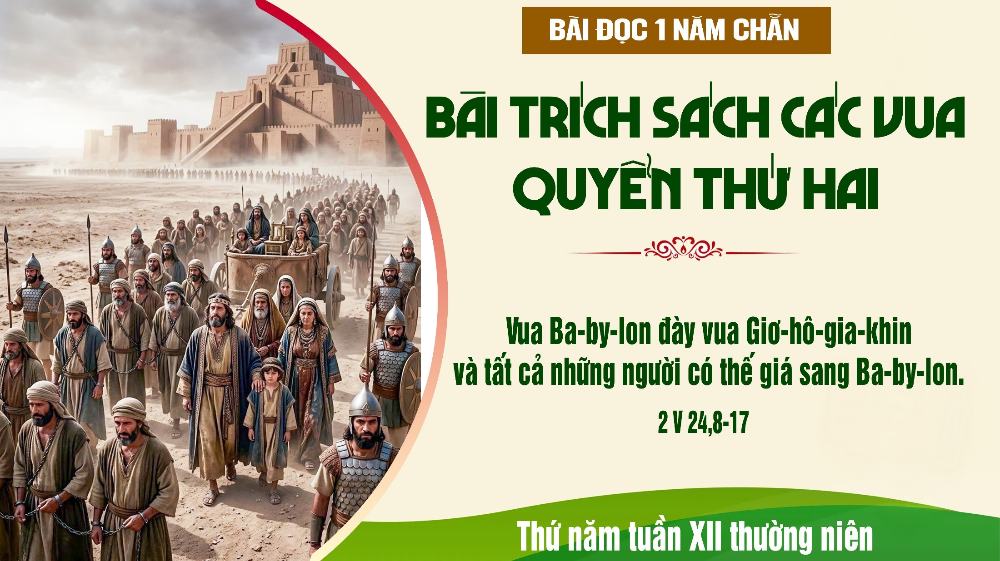 BÀI ĐỌC 1 NĂM CHẴN
BÀI TRÍCH SÁCH CÁC VUA
QUYỂN THỨ HAI
Vua Ba-by-lon đày vua Giơ-hô-gia-khin
và tất cả những người có thế giá sang Ba-by-lon.
2 V 24,8-17
Thứ năm tuần XII thường niên